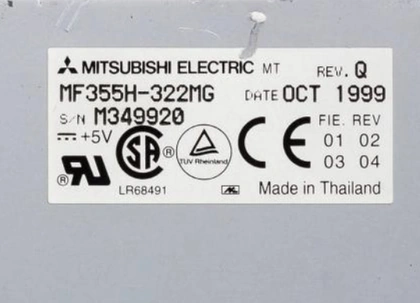 MITSUBISHI ELECTRIC MT REV. Q
MF355H-322MG DATE OCT 1999
S/N M349920 FIE. REV
+5V 01 02
03 04
TUV Rheinland
LR68491 Made in Thailand